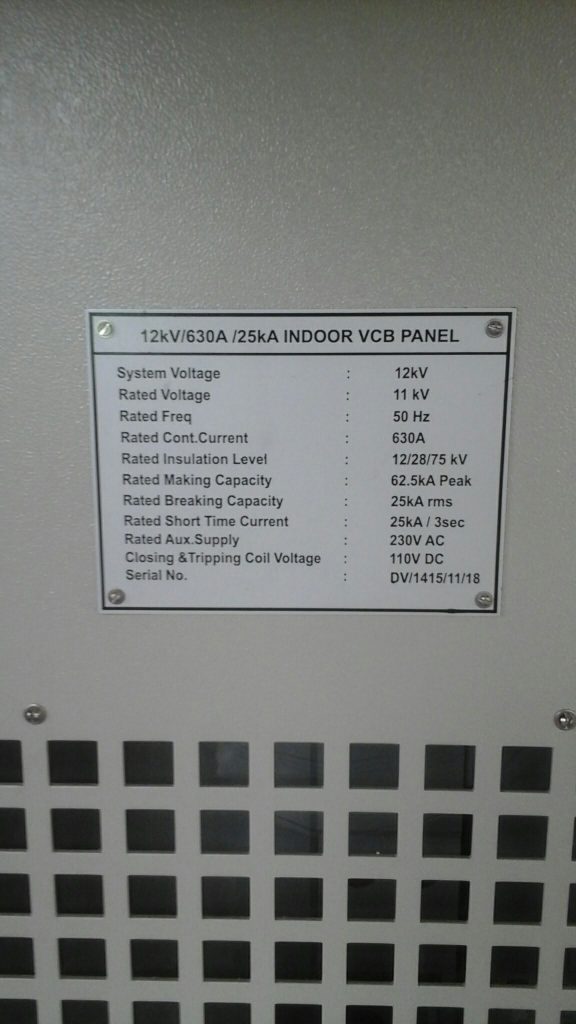 12kV/630A /25kA INDOOR VCB PANEL
System Voltage : 12kV
Rated Voltage : 11 kV
Rated Freq : 50 Hz
Rated Cont.Current : 630A
Rated Insulation Level : 12/28/75 kV
Rated Making Capacity : 62.5kA Peak
Rated Breaking Capacity : 25kA rms
Rated Short Time Current : 25kA / 3sec
Rated Aux.Supply : 230V AC
Closing &Tripping Coil Voltage : 110V DC
Serial No. : DV/1415/11/18